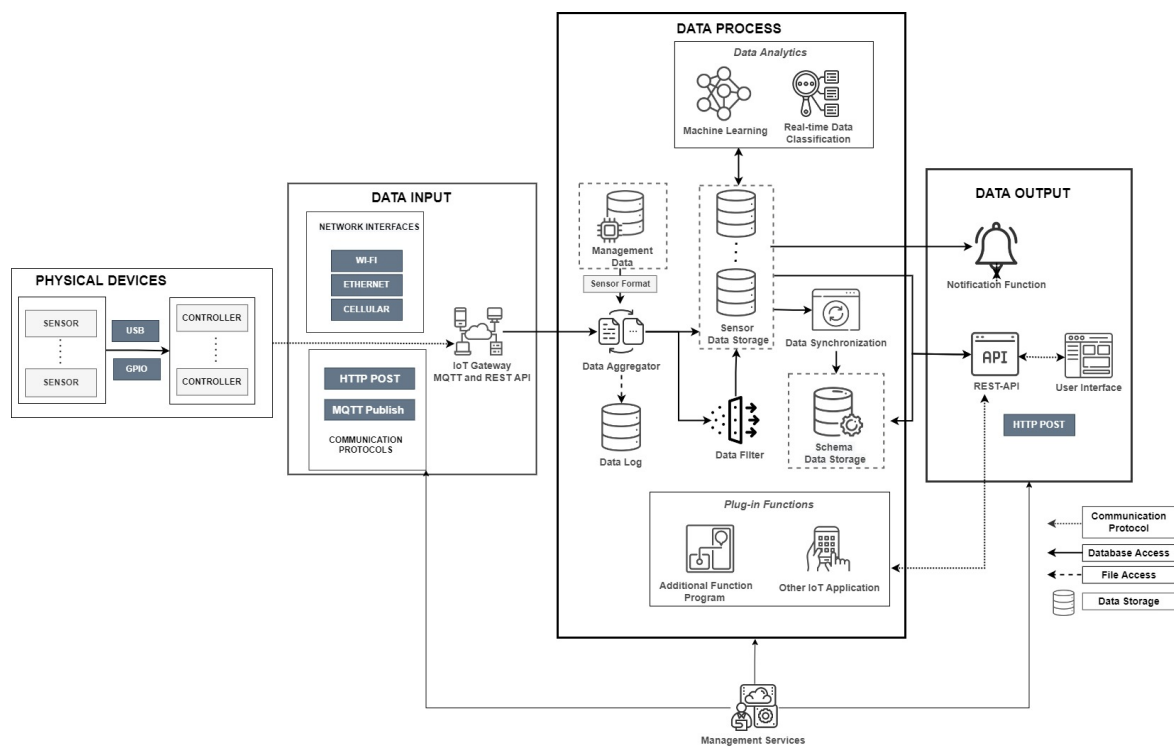 PHYSICAL DEVICES
SENSOR
SENSOR
USB
GPIO
CONTROLLER
CONTROLLER
DATA INPUT
NETWORK INTERFACES
WI-FI
ETHERNET
CELLULAR
HTTP POST
MQTT Publish
COMMUNICATION
PROTOCOLS
IoT Gateway
MQTT and REST API
DATA PROCESS
Data Analytics
Machine Learning
Real-time Data
Classification
Management
Data
Sensor Format
Data Aggregator
Data Log
Sensor
Data Storage
Data Filter
Data Synchronization
Schema
Data Storage
Plug-in Functions
Additional Function
Program
Other IoT Application
DATA OUTPUT
Notification Function
API
REST-API
User Interface
HTTP POST
Communication
Protocol
Database Access
File Access
Data Storage
Management Services